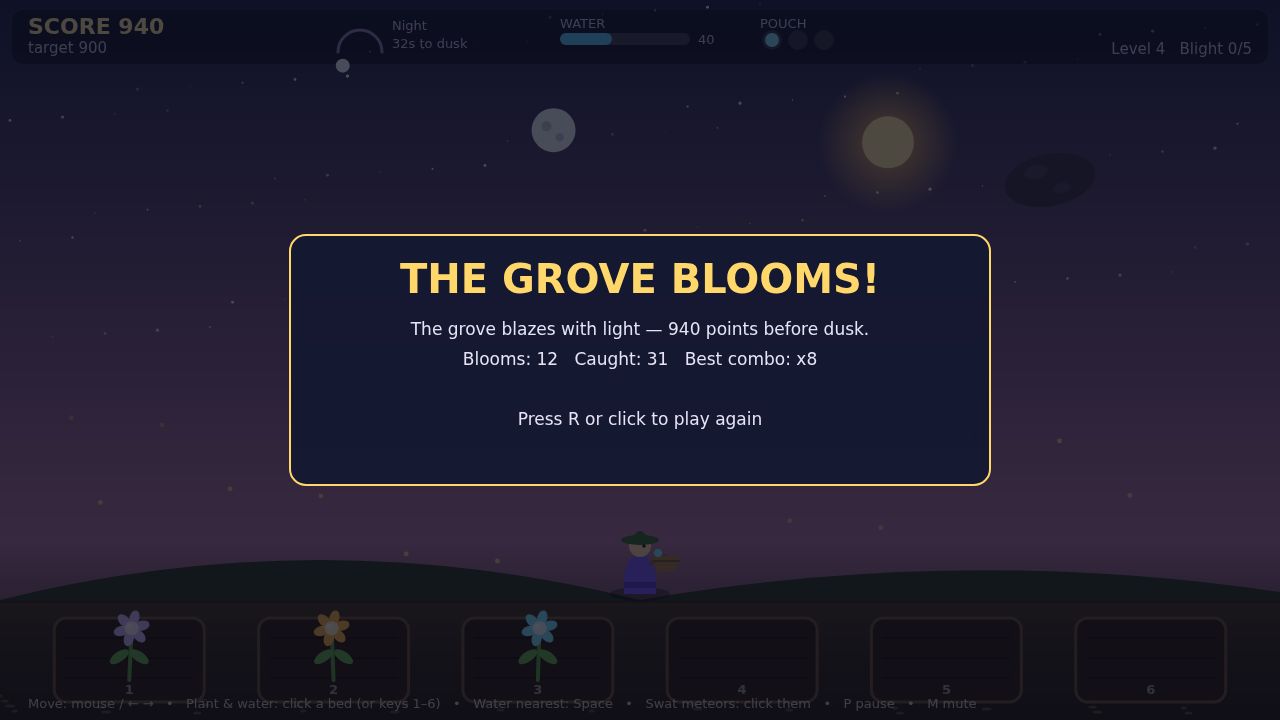 SCORE 940
target 900
Night
32s to dusk
WATER
40
POUCH
Level 4   Blight 0/5
THE GROVE BLOOMS!
The grove blazes with light — 940 points before dusk.
Blooms: 12   Caught: 31   Best combo: x8
Press R or click to play again
1
2
3
4
5
6
Move: mouse / ← →   •   Plant & water: click a bed (or keys 1–6)   •   Water nearest: Space   •   Swat meteors: click them   •   P pause   •   M mute